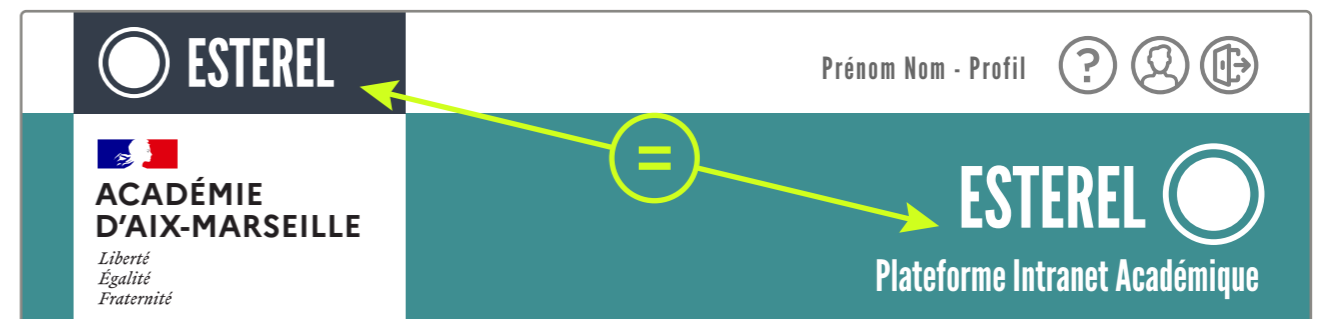 ESTEREL
Prénom Nom - Profil
?
=
ACADÉMIE
D'AIX-MARSEILLE
Liberté
Égalité
Fraternité
ESTEREL
Plateforme Intranet Académique